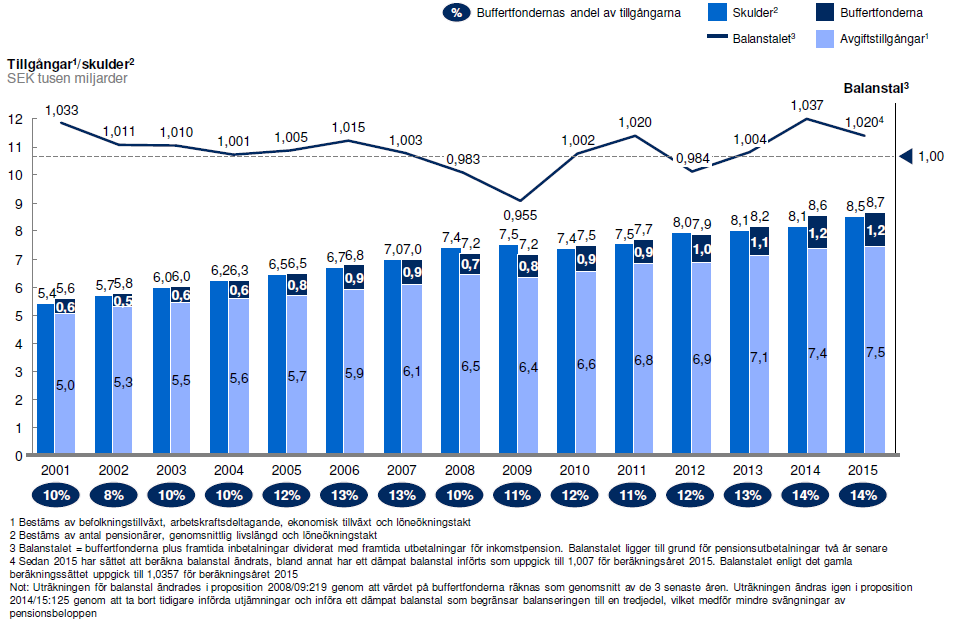 % Buffertfondernas andel av tillgångarna
Skulder2
Buffertfonderna
Balanstalet3
Avgiftstillgångar1
Tillgångar1/skulder2
SEK tusen miljarder
Balanstal3
1,033 1,011 1,010 1,001 1,005 1,015 1,003 0,983 0,955 1,002 1,020 0,984 1,004 1,037 1,0204
1,00
12
11
10
9
8
7
6
5
4
3
2
1
0
5,4 5,6 5,7 5,8 6,0 6,0 6,2 6,3 6,5 6,5 6,7 6,8 7,0 7,0 7,4 7,2 7,5 7,2 7,4 7,5 7,5 7,7 8,0 7,9 8,1 8,2 8,1 8,6 8,5 8,7
0,6 0,5 0,6 0,6 0,8 0,9 0,9 0,7 0,8 0,9 0,9 1,0 1,1 1,2 1,2
5,0 5,3 5,5 5,6 5,7 5,9 6,1 6,5 6,4 6,6 6,8 6,9 7,1 7,4 7,5
2001 2002 2003 2004 2005 2006 2007 2008 2009 2010 2011 2012 2013 2014 2015
10% 8% 10% 10% 12% 13% 13% 10% 11% 12% 11% 12% 13% 14% 14%
1 Bestäms av befolkningstillväxt, arbetskraftsdeltagande, ekonomisk tillväxt och löneökningstakt
2 Bestäms av antal pensionärer, genomsnittlig livslängd och löneökningstakt
3 Balanstalet = buffertfonderna plus framtida inbetalningar dividerat med framtida utbetalningar för inkomstpension. Balanstalet ligger till grund för pensionsutbetalningar två år senare
4 Sedan 2015 har sättet att beräkna balanstal ändrats, bland annat har ett dämpat balanstal införts som uppgick till 1,007 för beräkningsåret 2015. Balanstalet enligt det gamla
beräkningssättet uppgick till 1,0357 för beräkningsåret 2015
Not: Uträkningen för balanstal ändrades i proposition 2008/09:219 genom att värdet på buffertfonderna räknas som genomsnitt av de 3 senaste åren. Uträkningen ändras igen i proposition
2014/15:125 genom att ta bort tidigare införda utjämningar och införa ett dämpat balanstal som begränsar balanseringen till en tredjedel, vilket medför mindre svängningar av
pensionsbeloppen